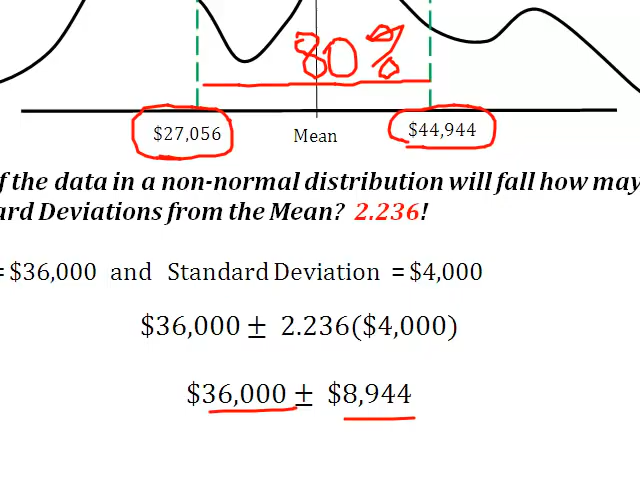 80%
$27,056 Mean $44,944
f the data in a non-normal distribution will fall how may
ard Deviations from the Mean? 2.236!
= $36,000 and Standard Deviation = $4,000
$36,000 ± 2.236($4,000)
$36,000 ± $8,944